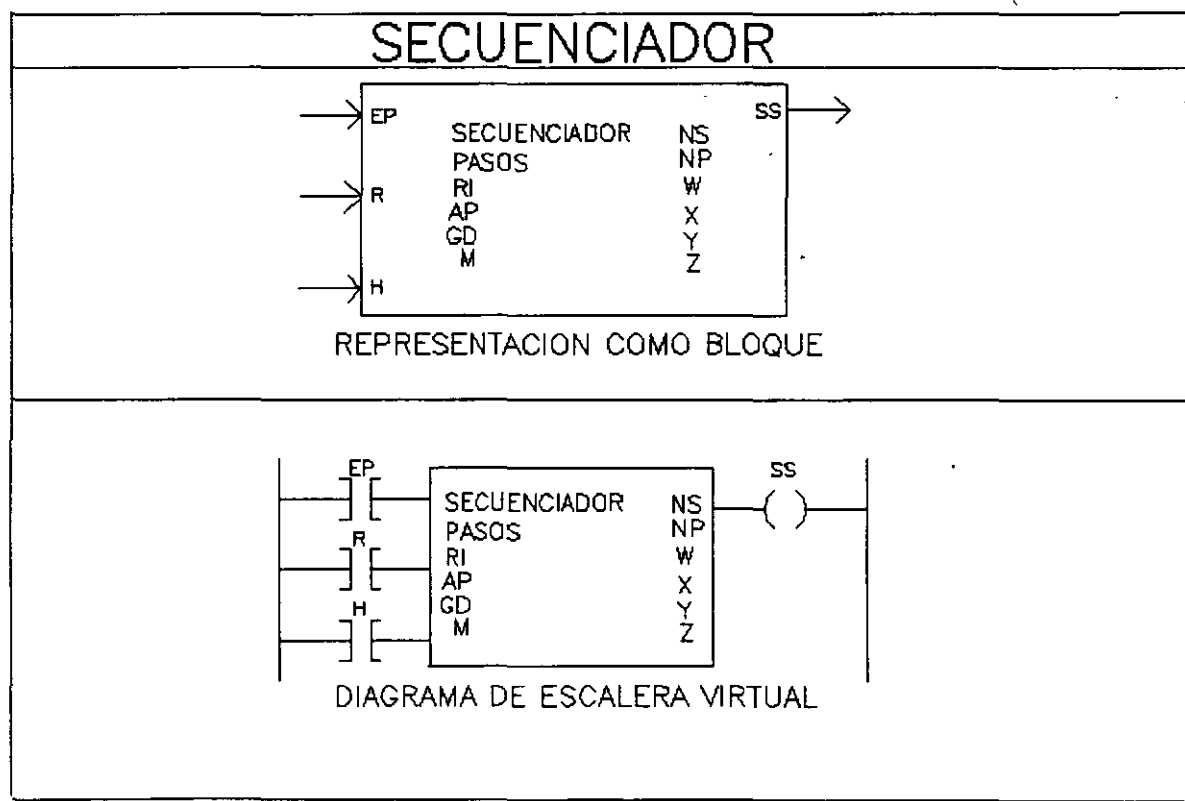 SECUENCIADOR
EP SS
SECUENCIADOR NS
PASOS NP
R RI W
AP X
GD Y
M Z
H
REPRESENTACION COMO BLOQUE
EP SS
SECUENCIADOR NS
PASOS NP
R
RI W
AP X
H GD Y
M Z
DIAGRAMA DE ESCALERA VIRTUAL